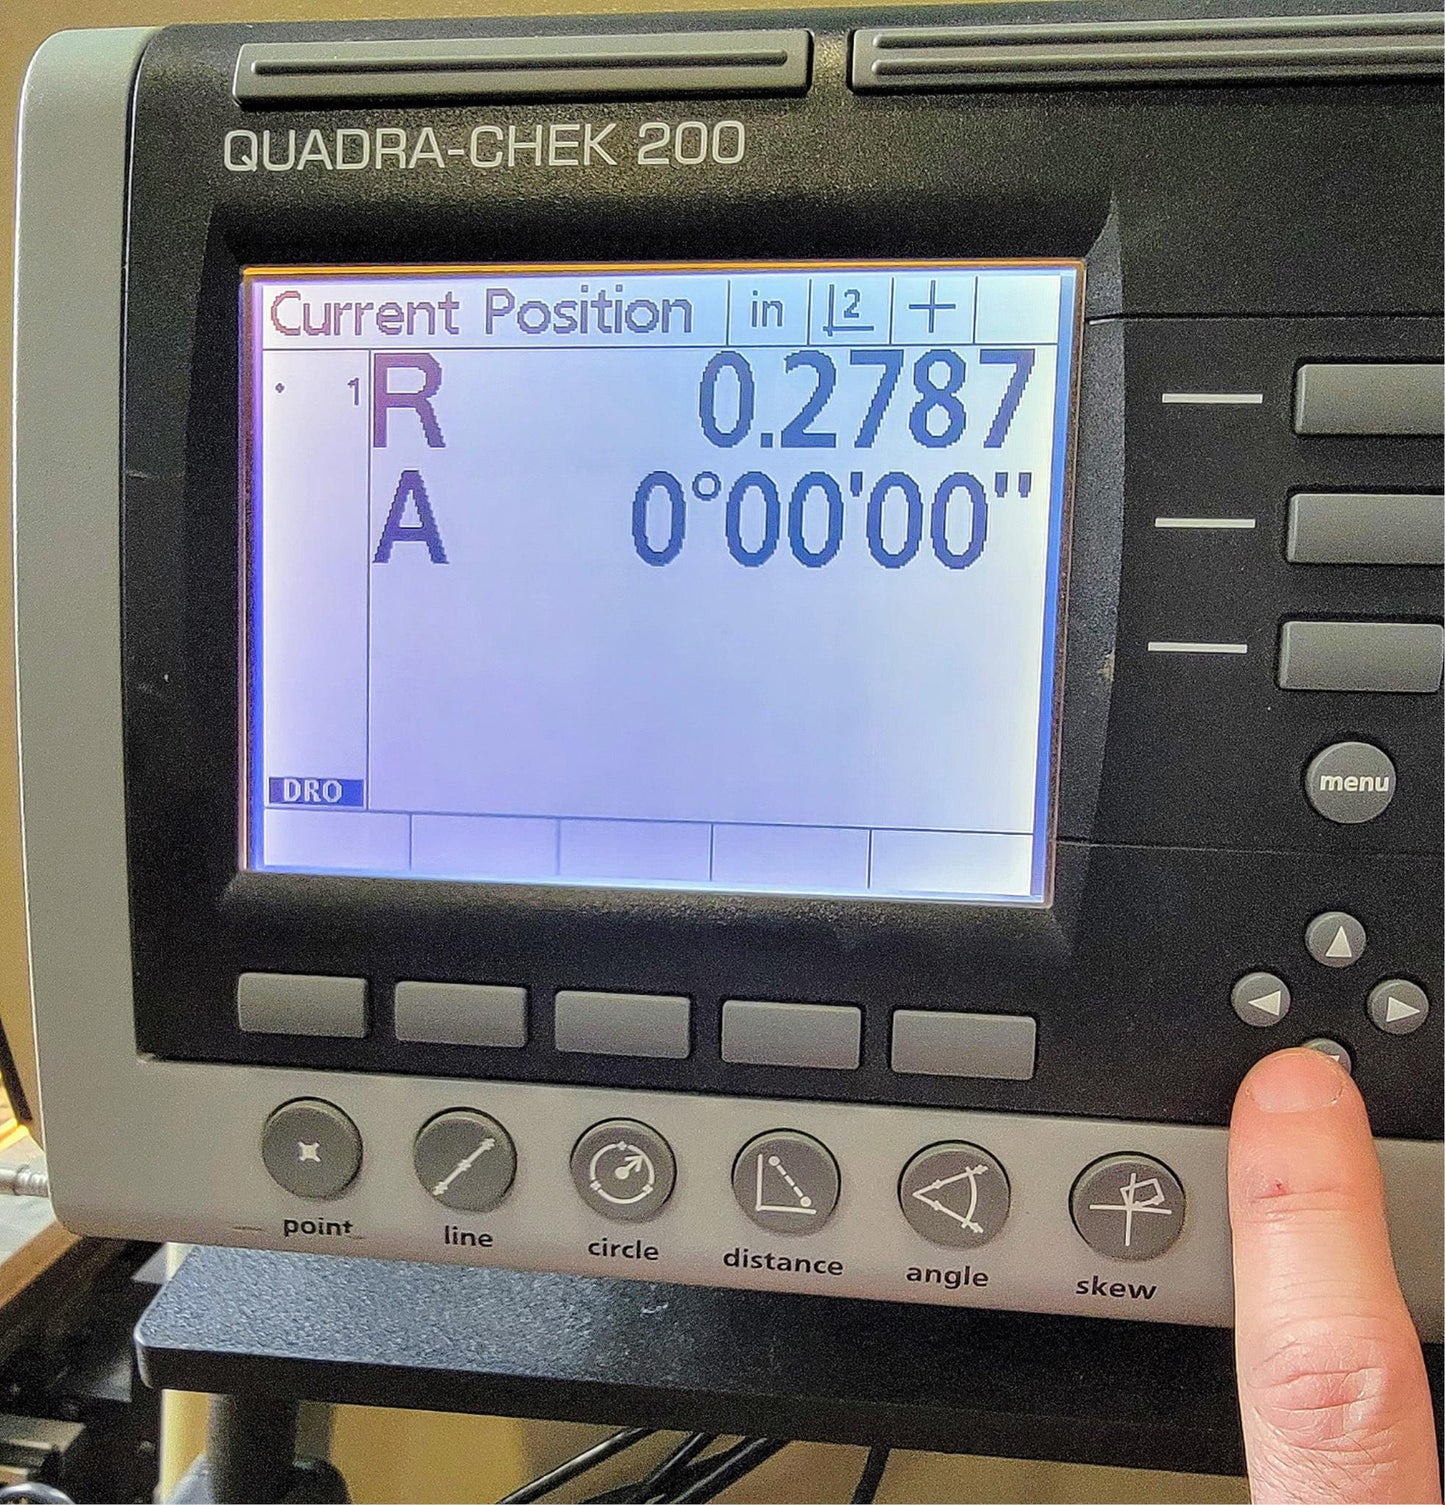 QUADRA-CHEK 200
Current Position in 2
1 R 0.2787
A 0°00'00"
DRO
menu
point line circle distance angle skew